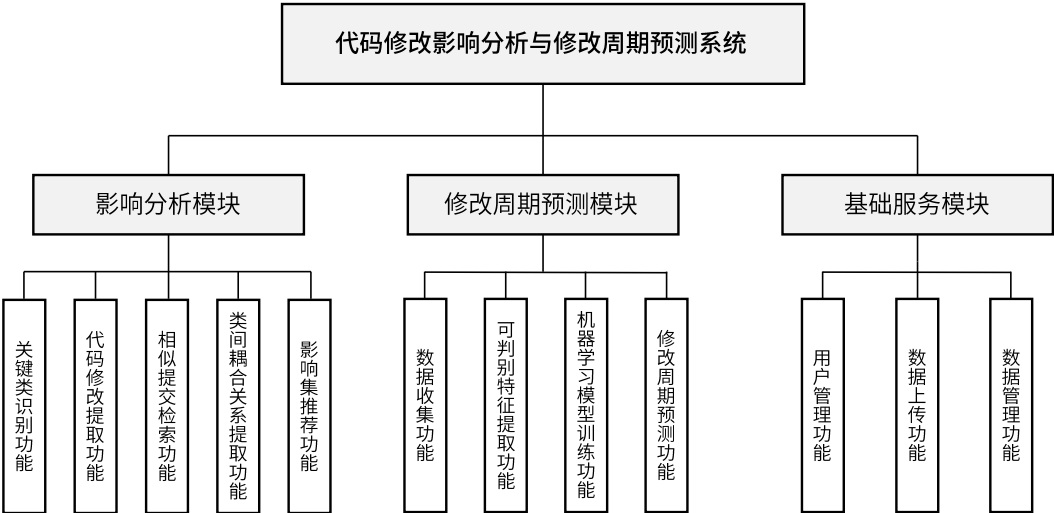 代码修改影响分析与修改周期预测系统
影响分析模块
修改周期预测模块
基础服务模块
关键类识别功能
代码修改提取功能
相似提交检索功能
类间耦合关系提取功能
影响集推荐功能
数据收集功能
可判别特征提取功能
机器学习模型训练功能
修改周期预测功能
用户管理功能
数据上传功能
数据管理功能